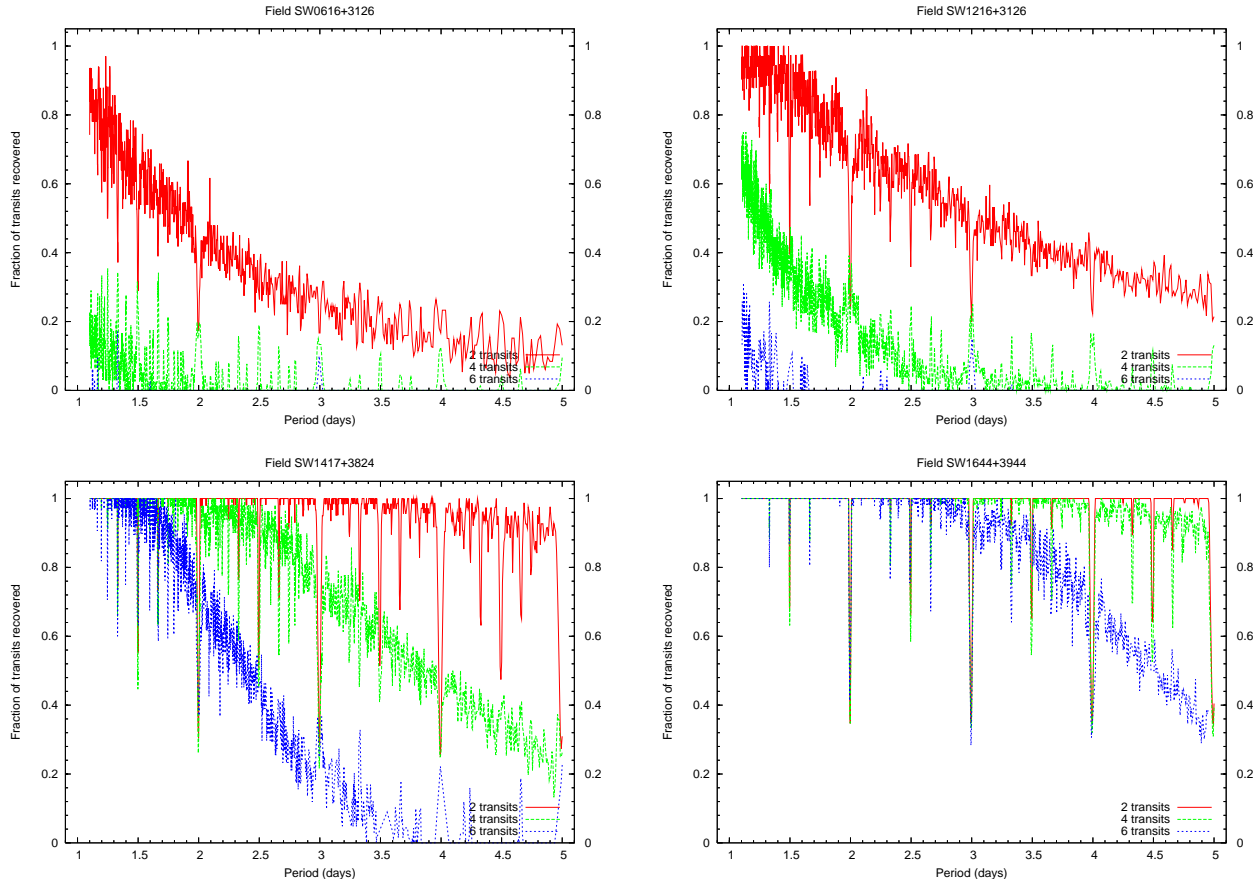 Field SW0616+3126
Fraction of transits recovered
1
0.8
0.6
0.4
0.2
0
1
0.8
0.6
0.4
0.2
0
2 transits
4 transits
6 transits
1 1.5 2 2.5 3 3.5 4 4.5 5
Period (days)
Field SW1216+3126
Fraction of transits recovered
1
0.8
0.6
0.4
0.2
0
1
0.8
0.6
0.4
0.2
0
2 transits
4 transits
6 transits
1 1.5 2 2.5 3 3.5 4 4.5 5
Period (days)
Field SW1417+3824
Fraction of transits recovered
1
0.8
0.6
0.4
0.2
0
1
0.8
0.6
0.4
0.2
0
2 transits
4 transits
6 transits
1 1.5 2 2.5 3 3.5 4 4.5 5
Period (days)
Field SW1644+3944
Fraction of transits recovered
1
0.8
0.6
0.4
0.2
0
1
0.8
0.6
0.4
0.2
0
2 transits
4 transits
6 transits
1 1.5 2 2.5 3 3.5 4 4.5 5
Period (days)